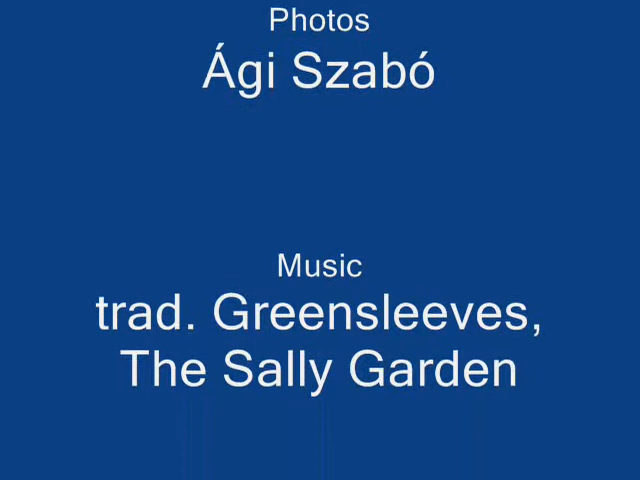 Photos
Ági Szabó
Music
trad. Greensleeves,
The Sally Garden